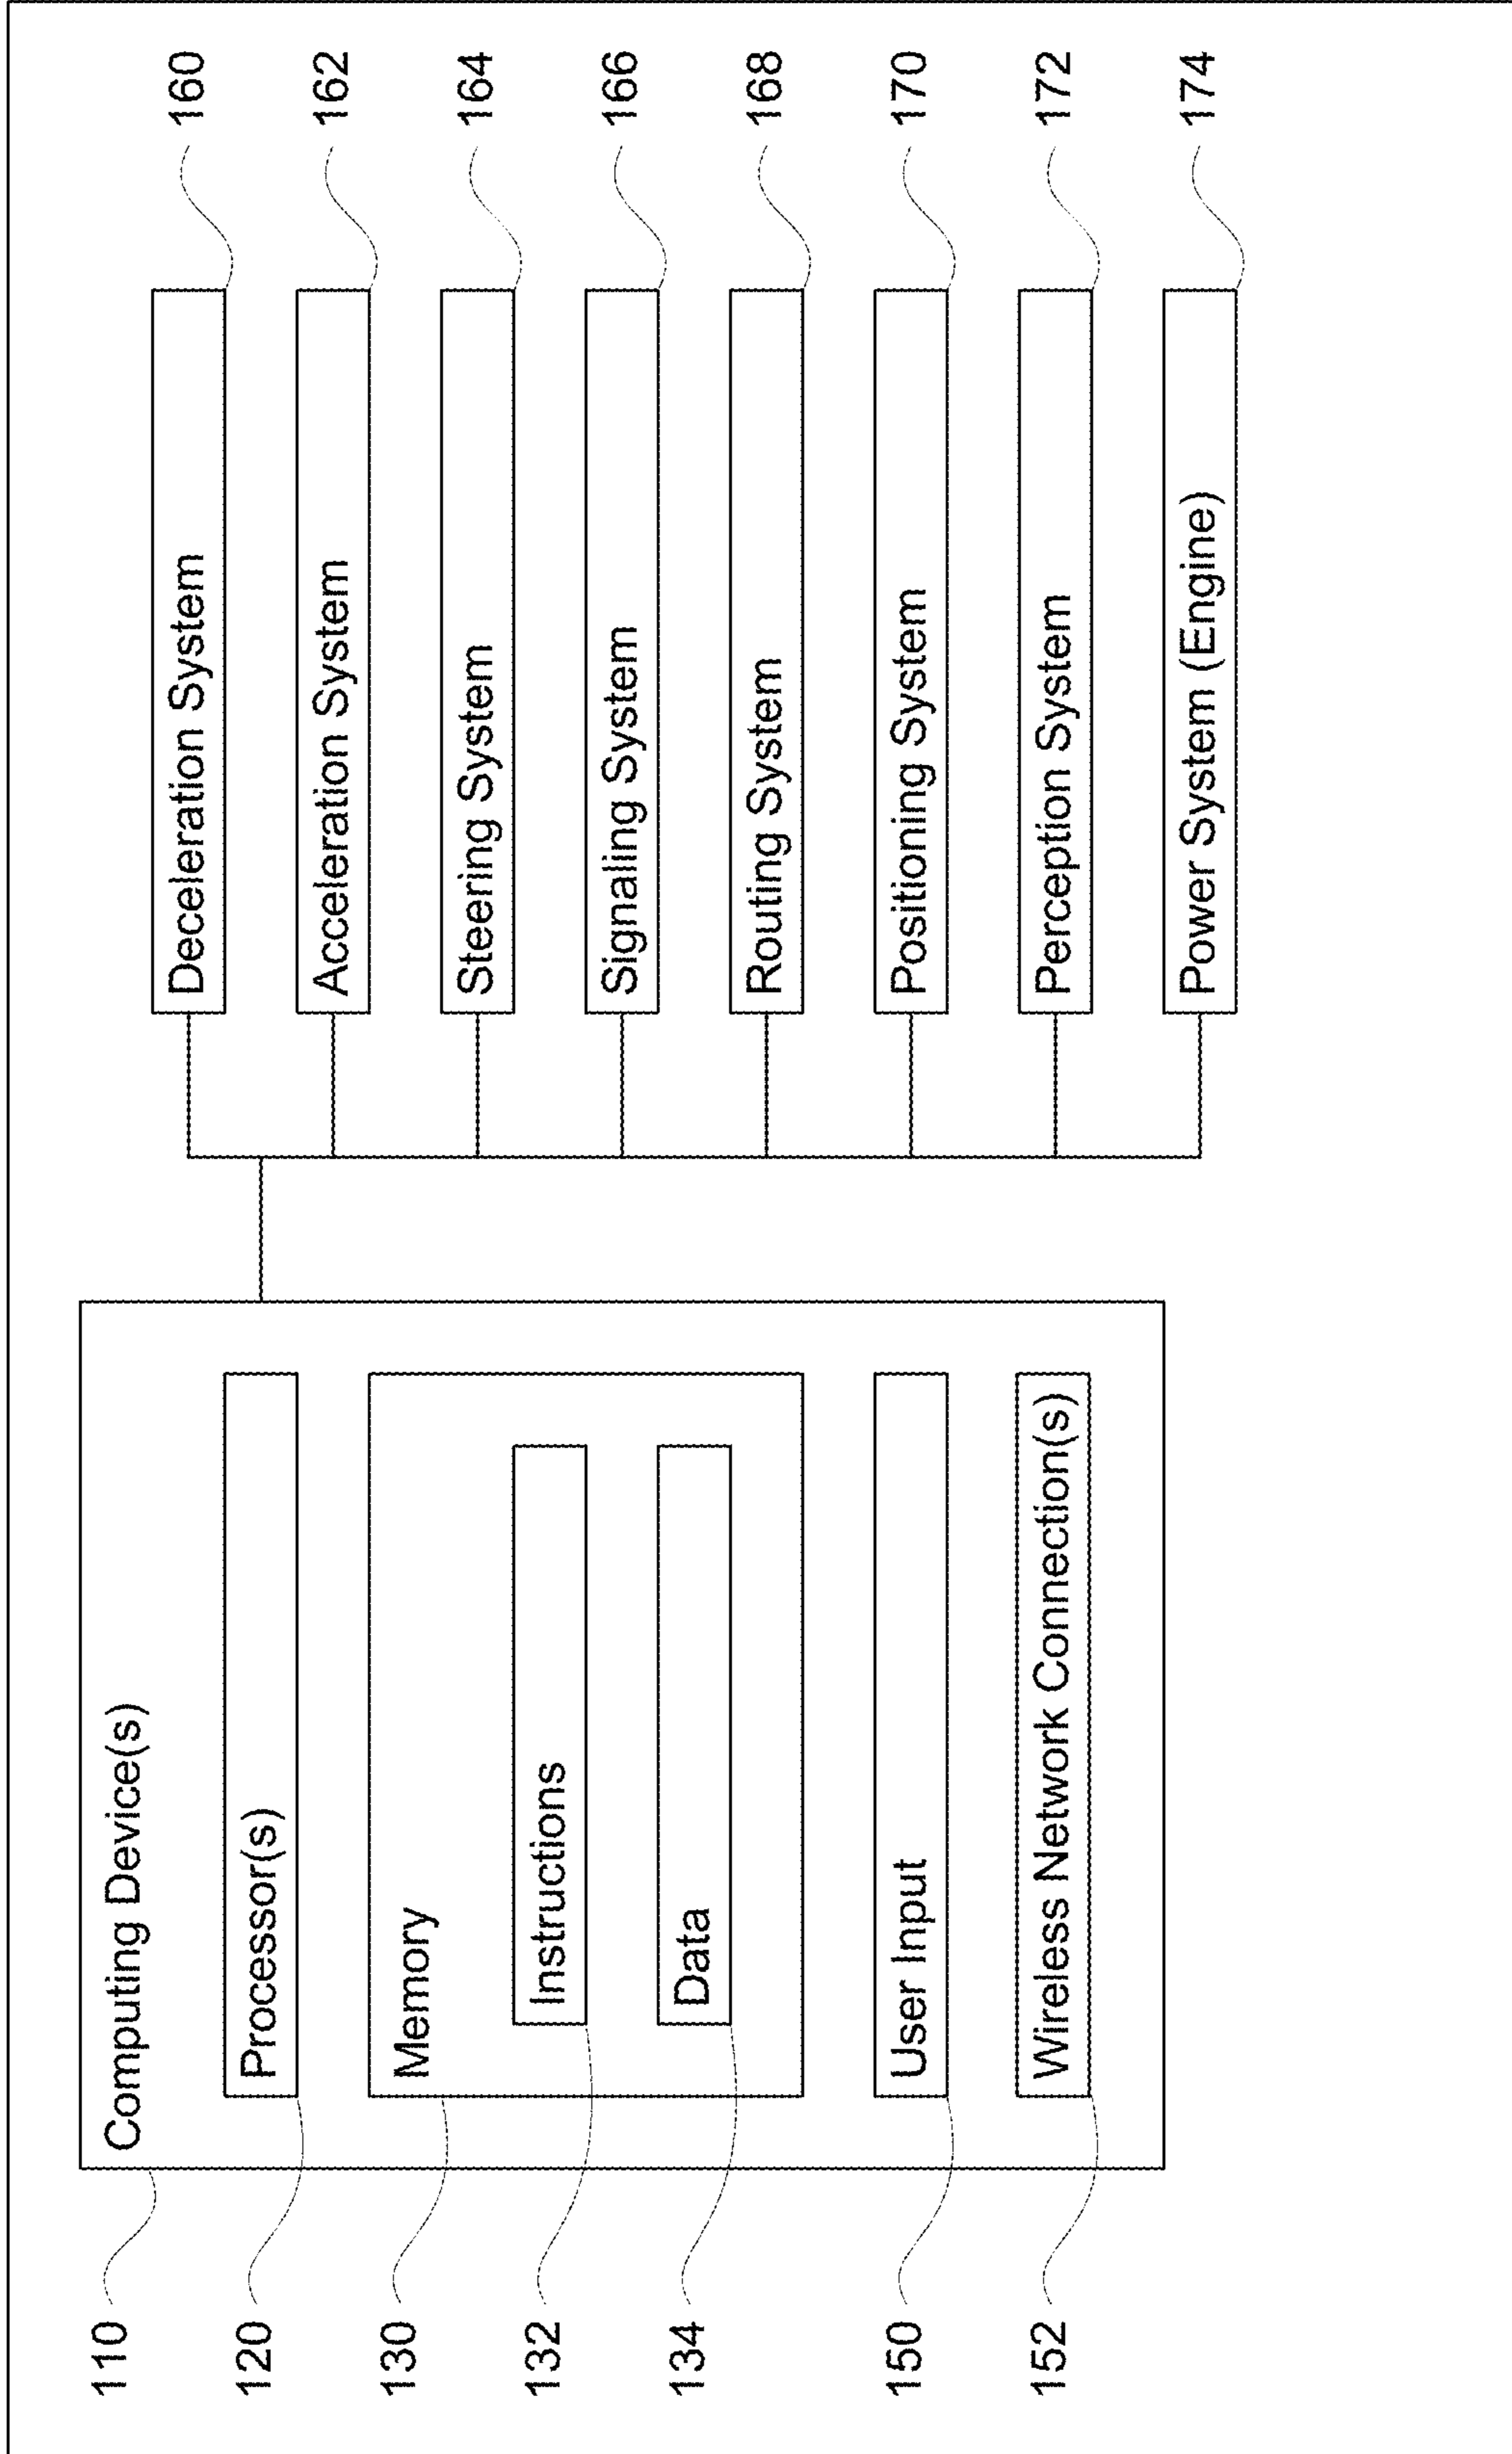 110
Computing Device(s)
120
Processor(s)
130
Memory
132
Instructions
134
Data
150
User Input
152
Wireless Network Connection(s)
Deceleration System
160
Acceleration System
162
Steering System
164
Signaling System
166
Routing System
168
Positioning System
170
Perception System
172
Power System (Engine)
174